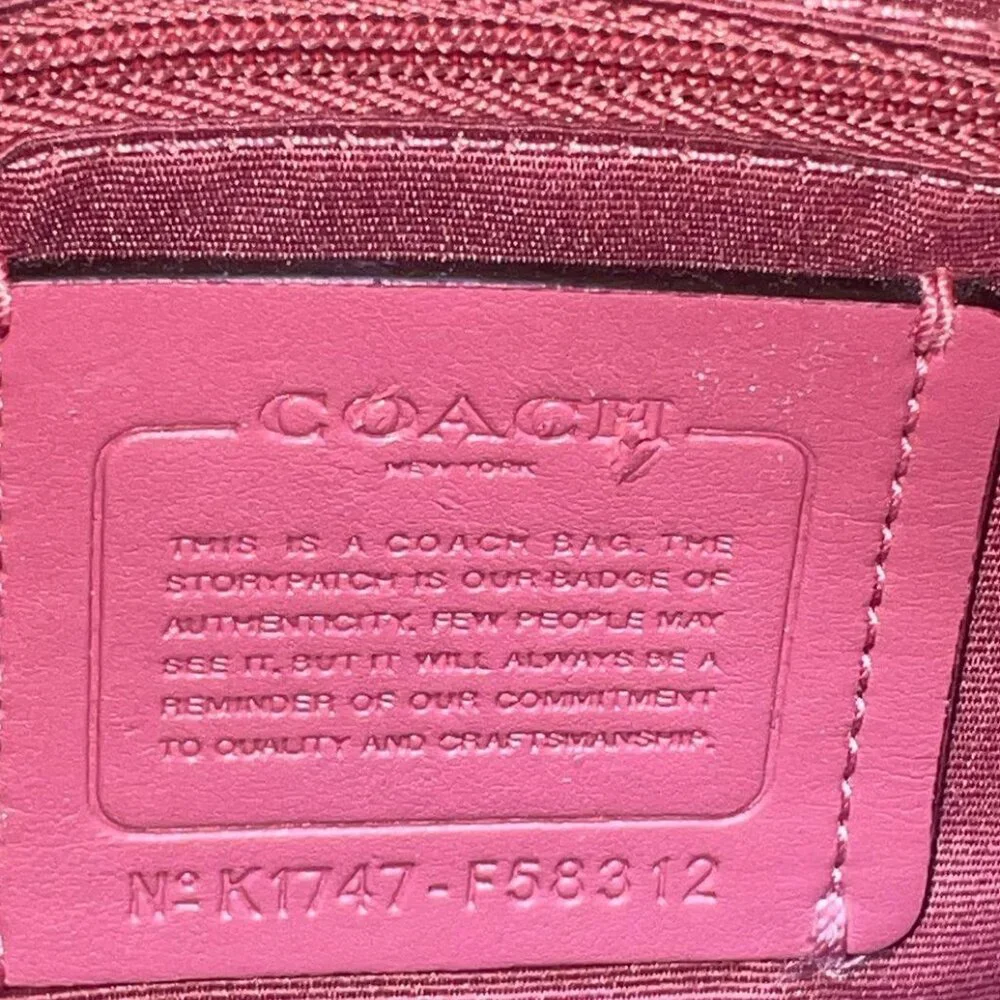 COACH
NEW YORK
THIS IS A COACH BAG. THE
STORYPATCH IS OUR BADGE OF
AUTHENTICITY. FEW PEOPLE MAY
SEE IT, BUT IT WILL ALWAYS BE A
REMINDER OF OUR COMMITMENT
TO QUALITY AND CRAFTSMANSHIP.
Nº K1747-F58312